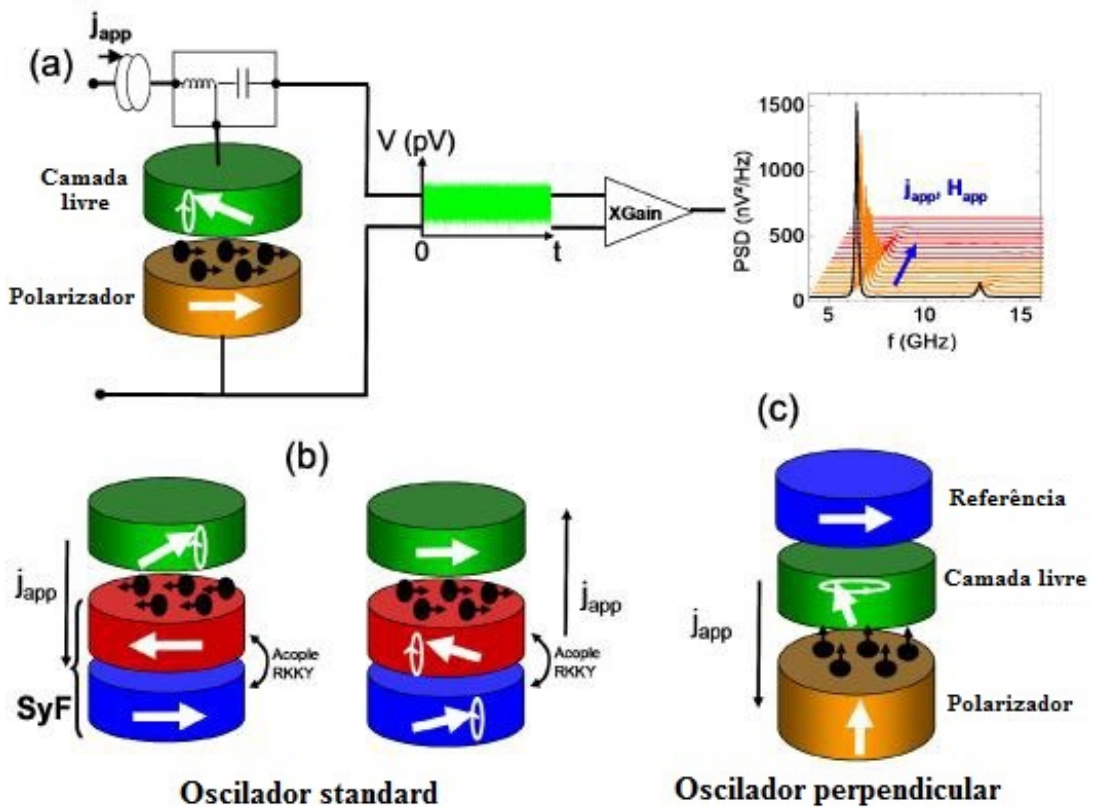 j_app
(a)
Camada
livre
Polarizador
V (pV)
0
t
XGain
PSD (nV²/Hz)
1500
1000
500
0
j_app, H_app
5
10
15
f (GHz)
(b)
j_app
SyF
Acople
RKKY
j_app
Acople
RKKY
Oscilador standard
(c)
Referência
Camada livre
j_app
Polarizador
Oscilador perpendicular